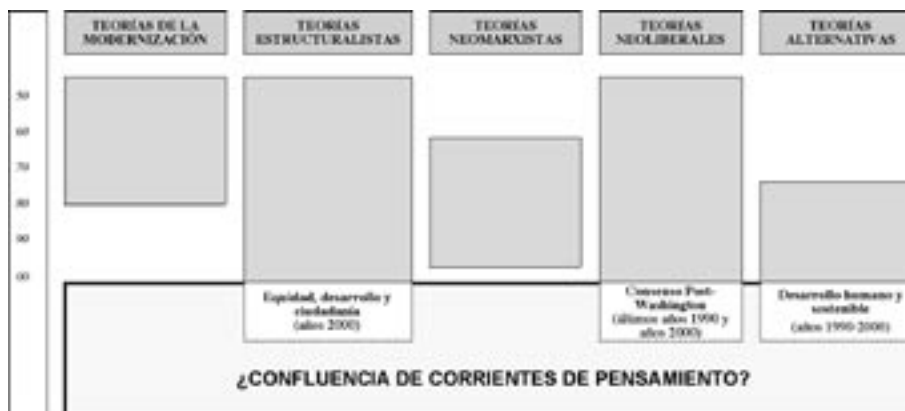 TEORÍAS DE LA
MODERNIZACIÓN
TEORÍAS
ESTRUCTURALISTAS
TEORÍAS
NEOMARXISTAS
TEORÍAS
NEOLIBERALES
TEORÍAS
ALTERNATIVAS
50
60
70
80
90
00
Equidad, desarrollo y
ciudadanía
(años 2000)
Consenso Post-
Washington
(últimos años 1990 y
años 2000)
Desarrollo humano y
sostenible
(años 1990-2000)
¿CONFLUENCIA DE CORRIENTES DE PENSAMIENTO?